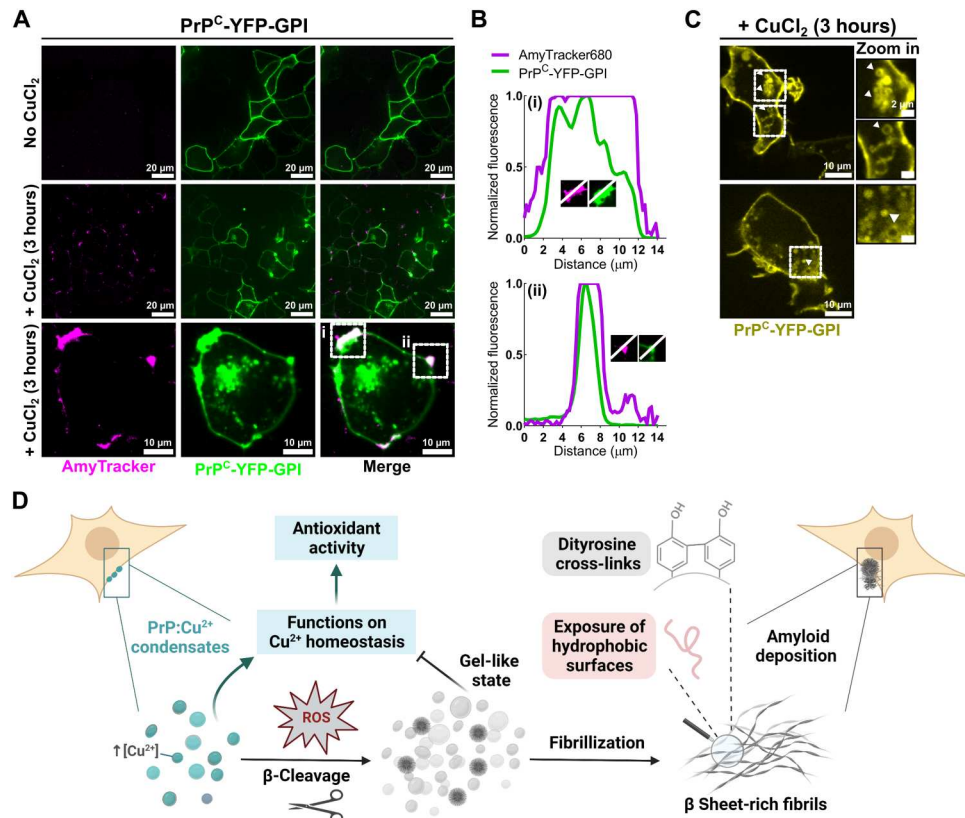 A
PrPᶜ-YFP-GPI
No CuCl₂
20 μm
20 μm
20 μm
+ CuCl₂ (3 hours)
20 μm
20 μm
20 μm
+ CuCl₂ (3 hours)
i
ii
10 μm
10 μm
10 μm
AmyTracker
PrPᶜ-YFP-GPI
Merge
B
AmyTracker680
PrPᶜ-YFP-GPI
(i)
Normalized fluorescence
1.0
0.5
0.0
0 2 4 6 8 10 12 14
Distance (μm)
(ii)
Normalized fluorescence
1.0
0.5
0.0
0 2 4 6 8 10 12 14
Distance (μm)
C
+ CuCl₂ (3 hours)
Zoom in
2 μm
10 μm
10 μm
PrPᶜ-YFP-GPI
D
Antioxidant
activity
Functions on
Cu²⁺ homeostasis
PrP:Cu²⁺
condensates
↑[Cu²⁺]
ROS
β-Cleavage
Gel-like
state
Fibrillization
Dityrosine
cross-links
OH
OH
Exposure of
hydrophobic
surfaces
Amyloid
deposition
β Sheet-rich fibrils